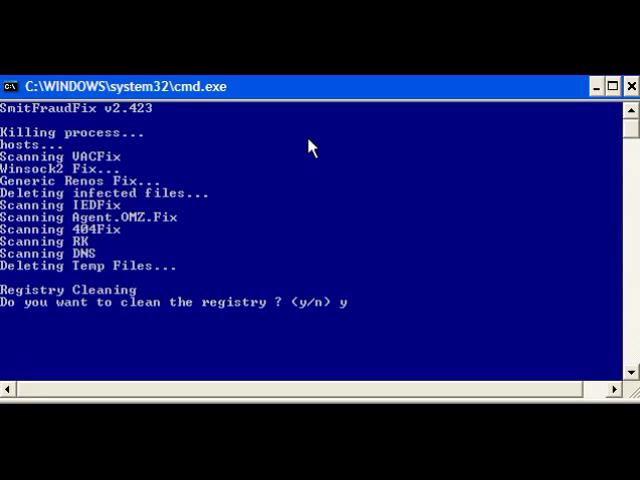 C:\WINDOWS\system32\cmd.exe
SmitFraudFix v2.423
Killing process...
hosts...
Scanning VACFix
Winsock2 Fix...
Generic Renos Fix...
Deleting infected files...
Scanning IEDFix
Scanning Agent.OMZ.Fix
Scanning 404Fix
Scanning RK
Scanning DNS
Deleting Temp Files...
Registry Cleaning
Do you want to clean the registry ? (y/n) y